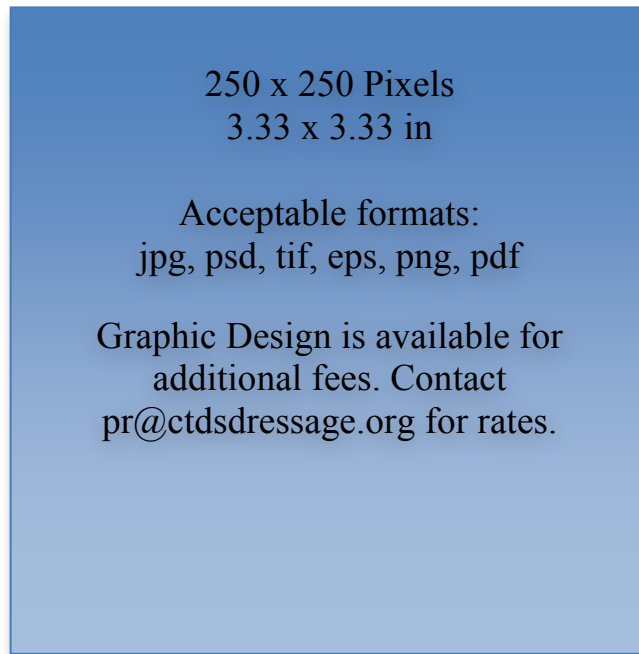 250 x 250 Pixels
3.33 x 3.33 in
Acceptable formats:
jpg, psd, tif, eps, png, pdf
Graphic Design is available for
additional fees. Contact
pr@ctdsdressage.org for rates.